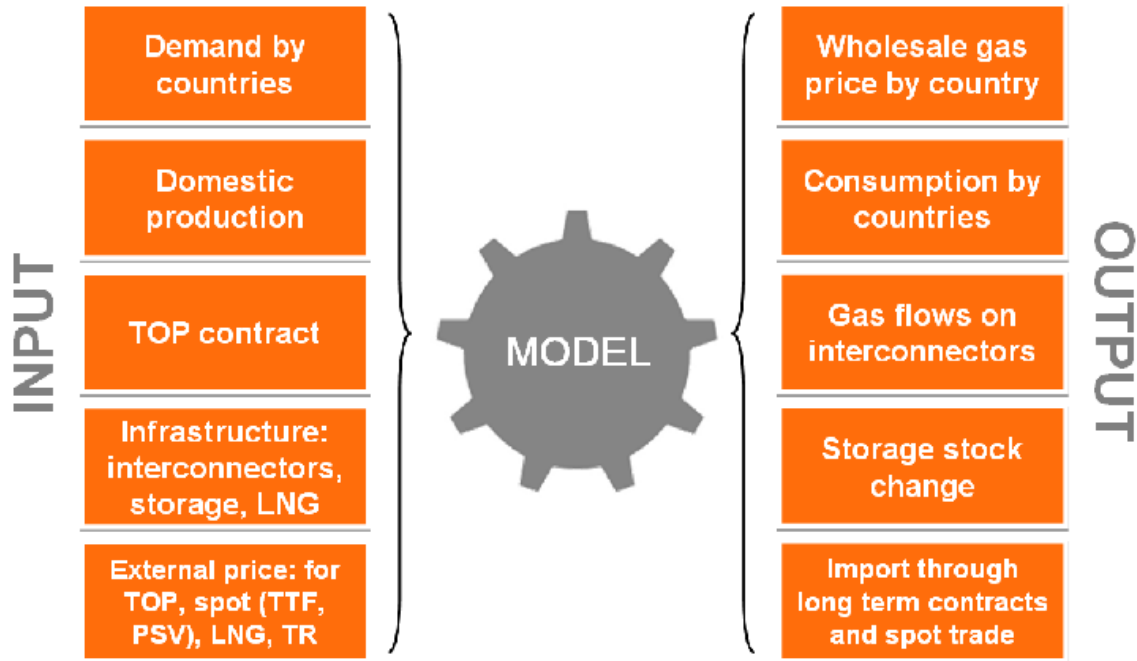 INPUT
Demand by
countries
Domestic
production
TOP contract
Infrastructure:
interconnectors,
storage, LNG
External price: for
TOP, spot (TTF,
PSV), LNG, TR
MODEL
Wholesale gas
price by country
Consumption by
countries
Gas flows on
interconnectors
Storage stock
change
Import through
long term contracts
and spot trade
OUTPUT